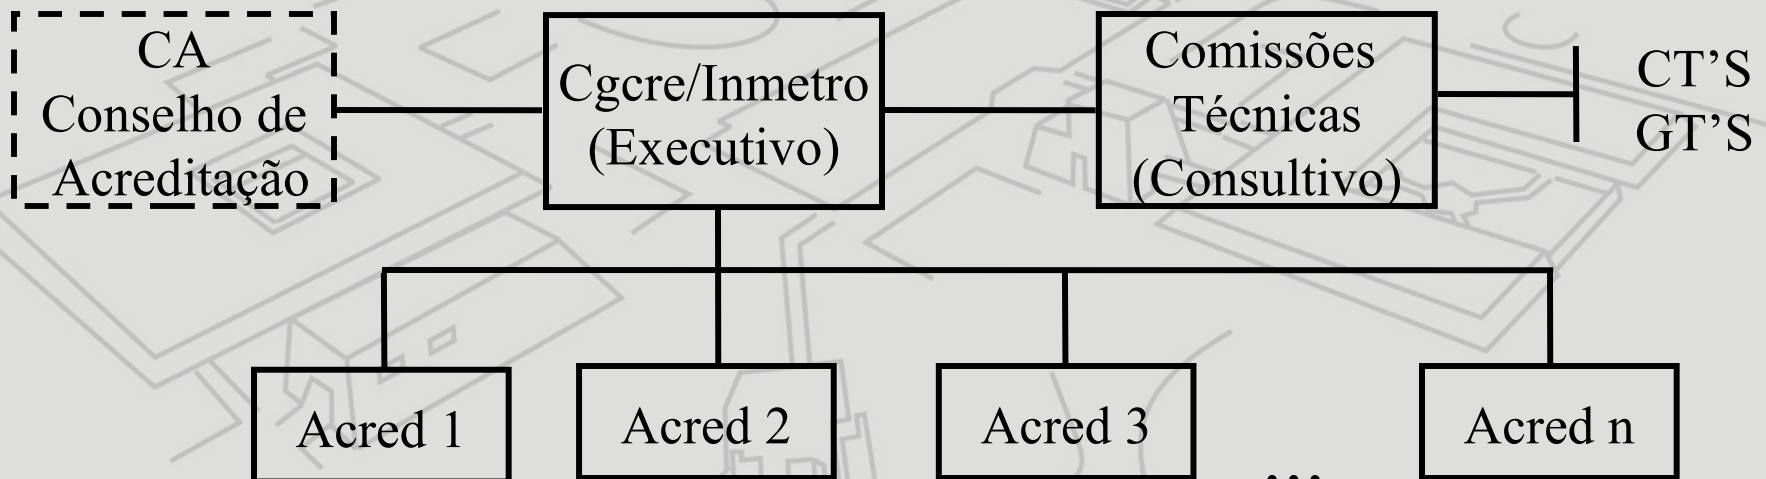 CA
Conselho de
Acreditação
Cgcre/Inmetro
(Executivo)
Comissões
Técnicas
(Consultivo)
CT’S
GT’S
Acred 1
Acred 2
Acred 3
...
Acred n